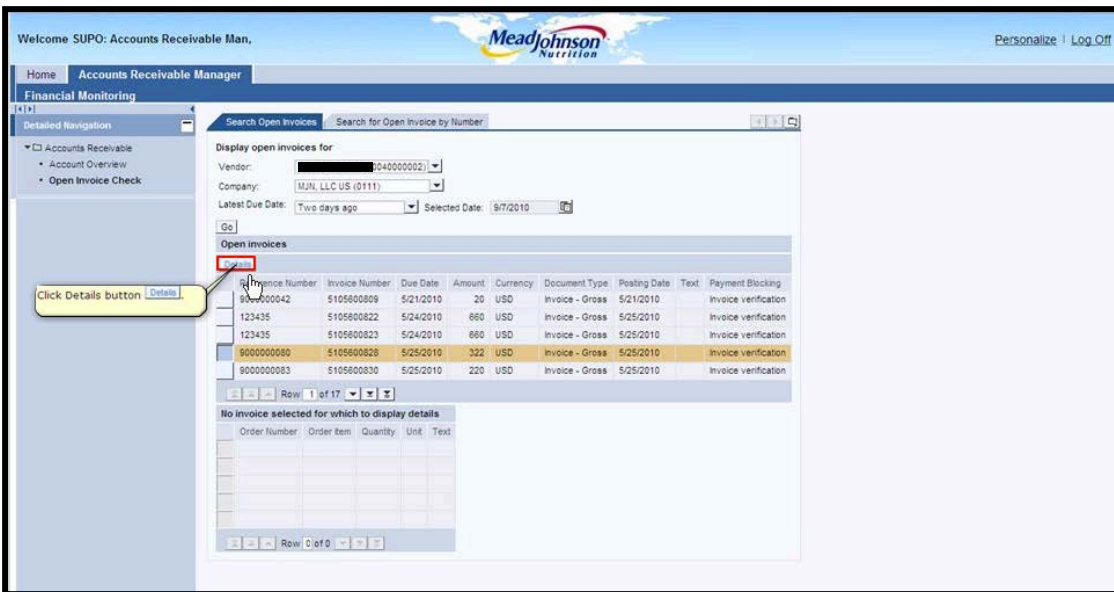 Welcome SUPO: Accounts Receivable Man,
MeadJohnson
Nutrition
Personalize | Log Off
Home Accounts Receivable Manager
Financial Monitoring
Detailed Navigation
Accounts Receivable
• Account Overview
• Open Invoice Check
Search Open Invoices Search for Open Invoice by Number
Display open invoices for
Vendor: 0040000002)
Company: MJN, LLC US (0111)
Latest Due Date: Two days ago Selected Date: 9/7/2010
Go
Open invoices
Details
Click Details button Details .
Number Invoice Number Due Date Amount Currency Document Type Posting Date Text Payment Blocking
9000000042 5105600809 5/21/2010 20 USD Invoice - Gross 5/21/2010 Invoice verification
123435 5105600822 5/24/2010 660 USD Invoice - Gross 5/25/2010 Invoice verification
123435 5105600823 5/24/2010 660 USD Invoice - Gross 5/25/2010 Invoice verification
9000000080 5105600828 5/25/2010 322 USD Invoice - Gross 5/25/2010 Invoice verification
9000000083 5105600830 5/25/2010 220 USD Invoice - Gross 5/25/2010 Invoice verification
Row 1 of 17
No invoice selected for which to display details
Order Number Order Item Quantity Unit Text
Row 0 of 0